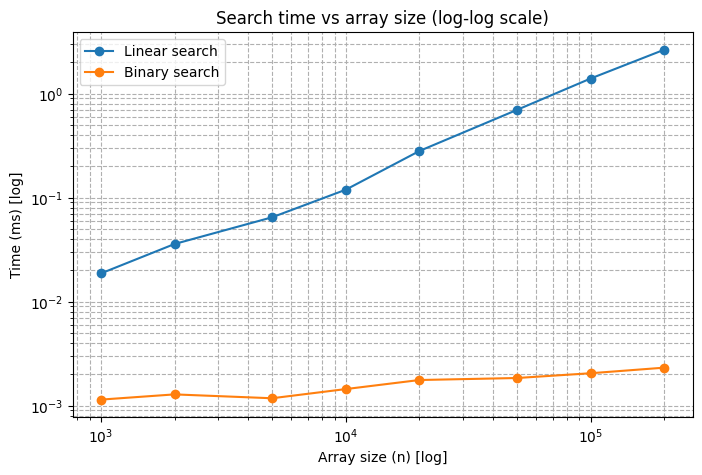 Search time vs array size (log-log scale)
Linear search
Binary search
Time (ms) [log]
10⁰
10⁻¹
10⁻²
10⁻³
10³
10⁴
10⁵
Array size (n) [log]